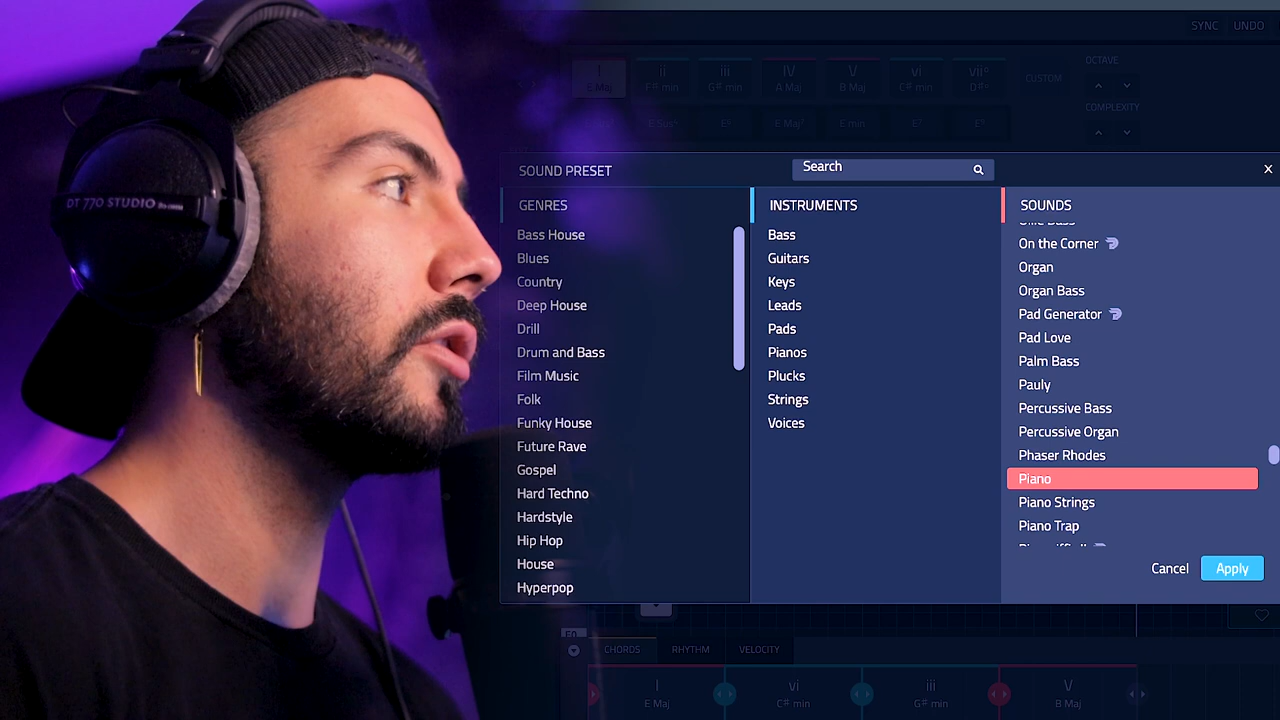 SYNC UNDO
OCTAVE
I ii iii IV V vi vii° CUSTOM
E Maj F# min G# min A Maj B Maj C# min D#°
COMPLEXITY
E Maj⁷ E min
SOUND PRESET Search
GENRES
Bass House
Blues
Country
Deep House
Drill
Drum and Bass
Film Music
Folk
Funky House
Future Rave
Gospel
Hard Techno
Hardstyle
Hip Hop
House
Hyperpop
INSTRUMENTS
Bass
Guitars
Keys
Leads
Pads
Pianos
Plucks
Strings
Voices
SOUNDS
On the Corner
Organ
Organ Bass
Pad Generator
Pad Love
Palm Bass
Pauly
Percussive Bass
Percussive Organ
Phaser Rhodes
Piano
Piano Strings
Piano Trap
Cancel Apply
DT 770 STUDIO
CHORDS RHYTHM VELOCITY
I vi iii V
E Maj C# min G# min B Maj